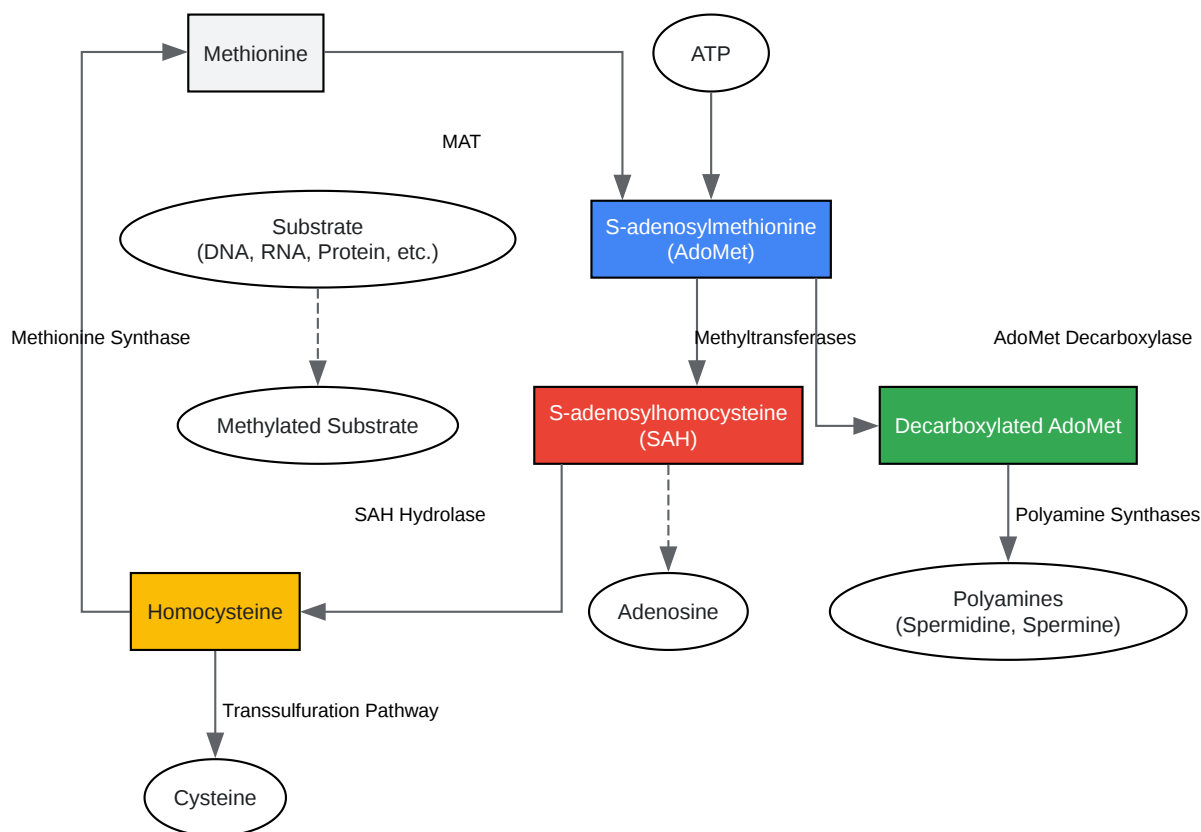 Methionine
ATP
MAT
Substrate
(DNA, RNA, Protein, etc.)
S-adenosylmethionine
(AdoMet)
Methionine Synthase
Methyltransferases
AdoMet Decarboxylase
Methylated Substrate
S-adenosylhomocysteine
(SAH)
Decarboxylated AdoMet
SAH Hydrolase
Polyamine Synthases
Homocysteine
Adenosine
Polyamines
(Spermidine, Spermine)
Transsulfuration Pathway
Cysteine